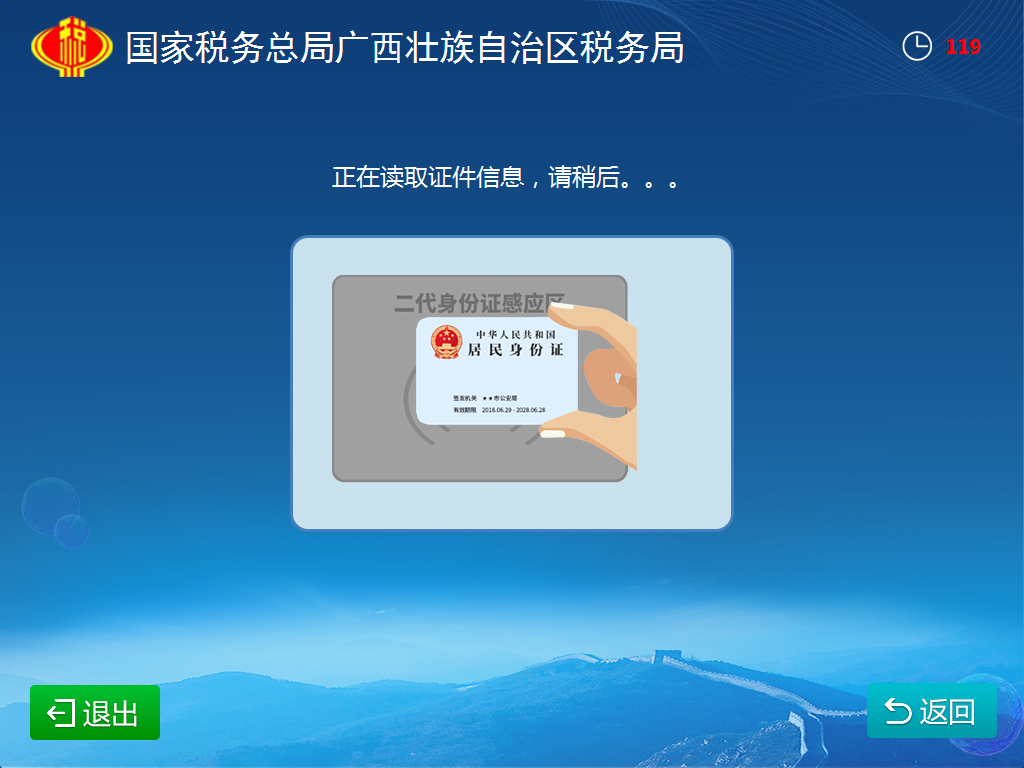 国家税务总局广西壮族自治区税务局
119
正在读取证件信息，请稍后。。。
二代身份证感应区
中华人民共和国
居民身份证
签发机关 ★★市公安局
有效期限 2018.06.29-2028.06.28
退出
返回